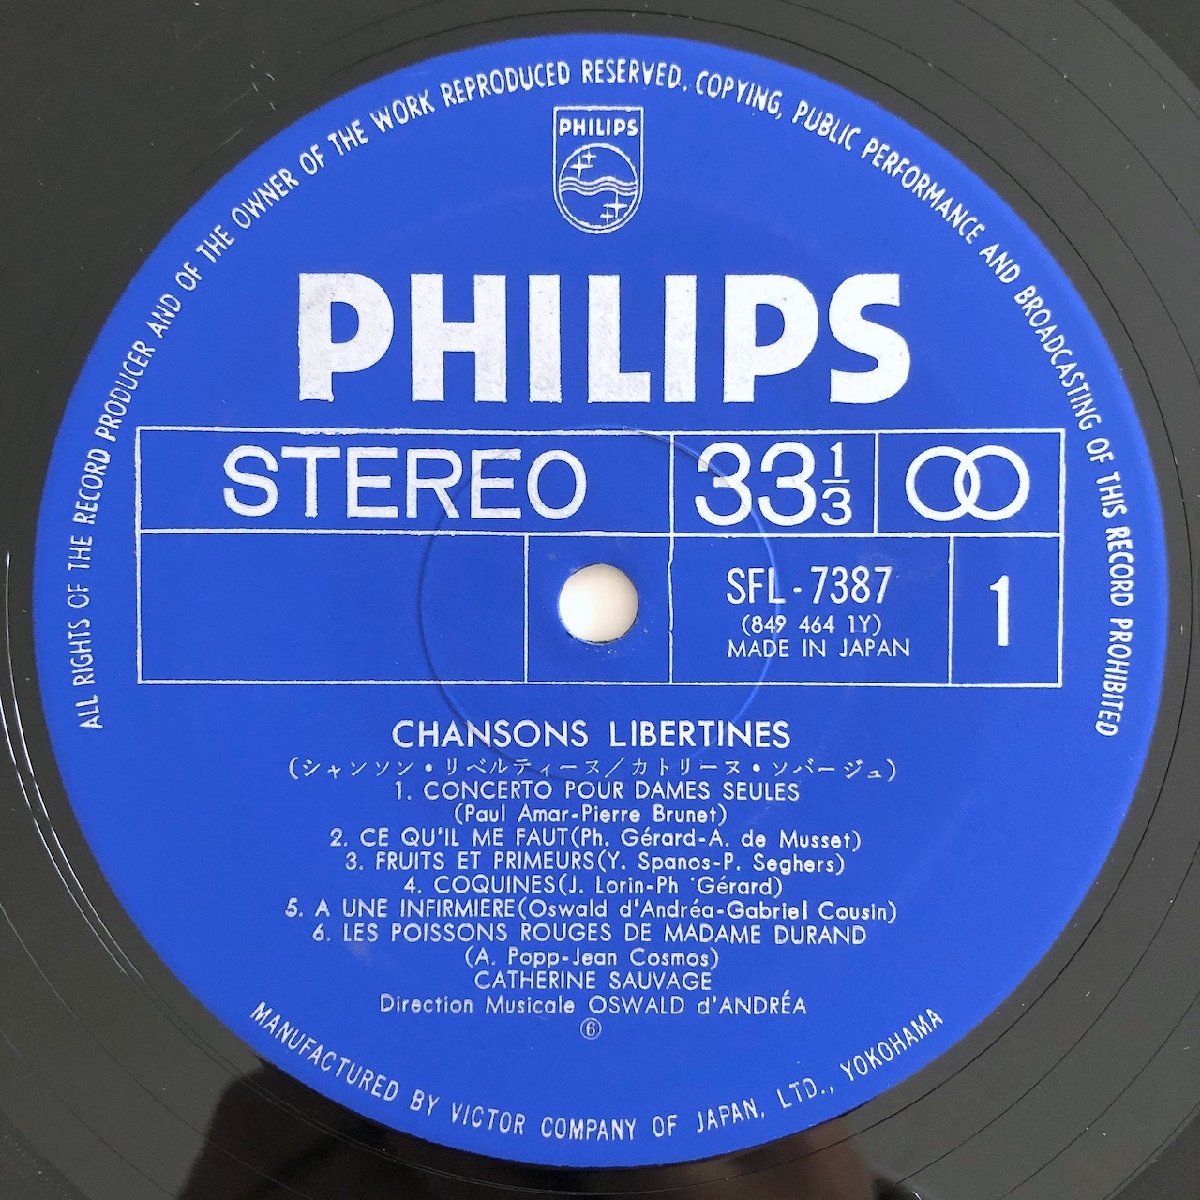 ALL RIGHTS OF THE RECORD PRODUCER AND OF THE OWNER OF THE WORK REPRODUCED RESERVED. COPYING, PUBLIC PERFORMANCE AND BROADCASTING OF THIS RECORD PROHIBITED
PHILIPS
PHILIPS
STEREO 33 1/3
SFL-7387 1
(849 464 1Y)
MADE IN JAPAN
CHANSONS LIBERTINES
(シャンソン・リベルティーヌ／カトリーヌ・ソバージュ)
1. CONCERTO POUR DAMES SEULES
(Paul Amar-Pierre Brunet)
2. CE QU'IL ME FAUT(Ph. Gérard-A. de Musset)
3. FRUITS ET PRIMEURS(Y. Spanos-P. Seghers)
4. COQUINES(J. Lorin-Ph Gérard)
5. A UNE INFIRMIERE(Oswald d'Andréa-Gabriel Cousin)
6. LES POISSONS ROUGES DE MADAME DURAND
(A. Popp-Jean Cosmos)
CATHERINE SAUVAGE
Direction Musicale OSWALD d'ANDRÉA
⑥
MANUFACTURED BY VICTOR COMPANY OF JAPAN, LTD., YOKOHAMA